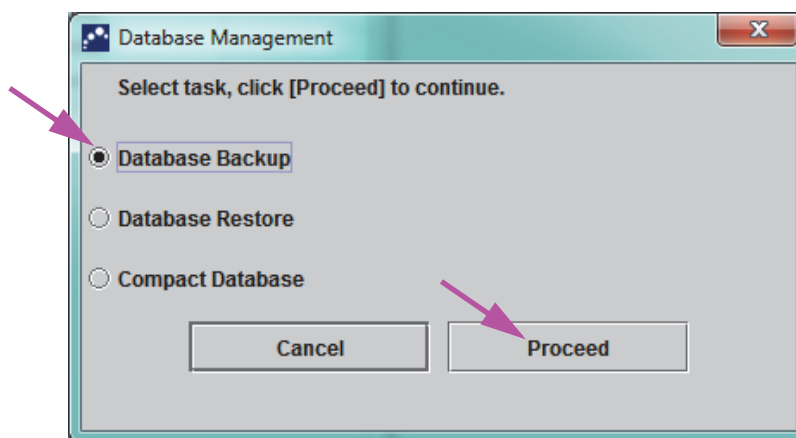 Database Management
Select task, click [Proceed] to continue.
Database Backup
Database Restore
Compact Database
Cancel Proceed